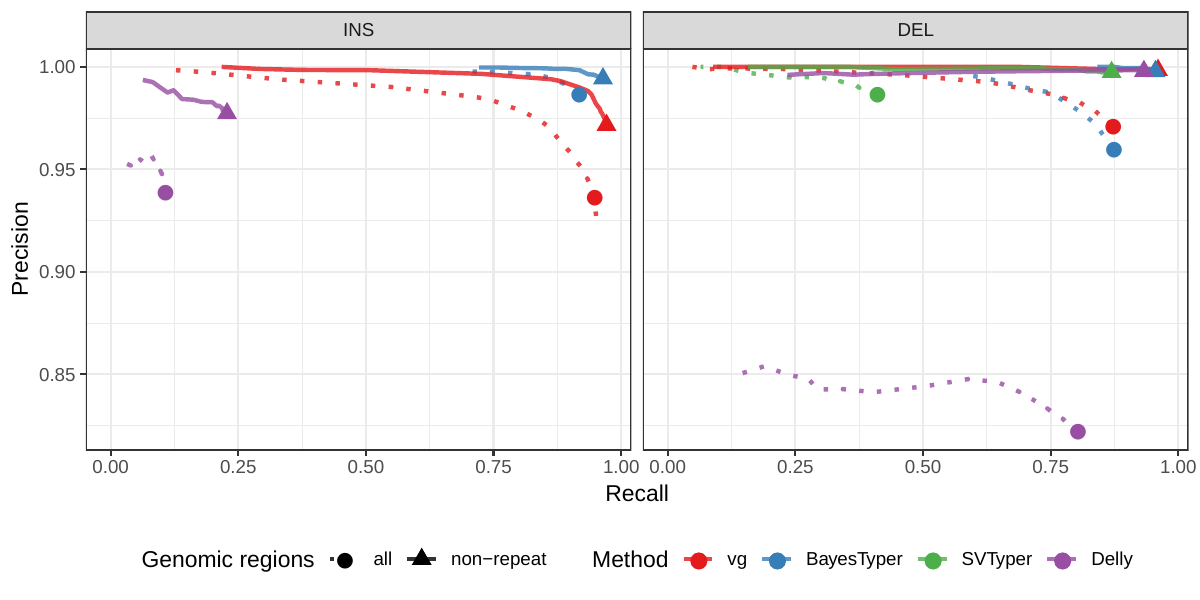 INS
DEL
1.00
0.95
0.90
0.85
Precision
0.00 0.25 0.50 0.75 1.00 0.00 0.25 0.50 0.75 1.00
Recall
Genomic regions all non−repeat Method vg BayesTyper SVTyper Delly